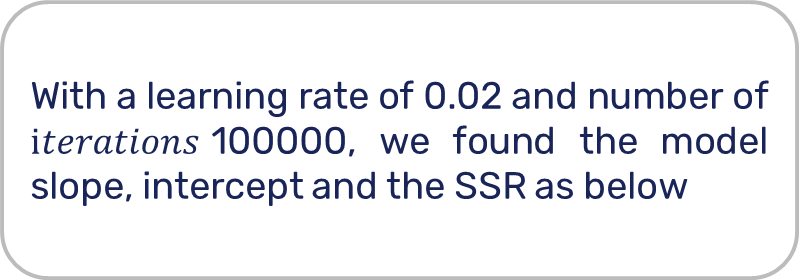 With a learning rate of 0.02 and number of
iterations 100000, we found the model
slope, intercept and the SSR as below